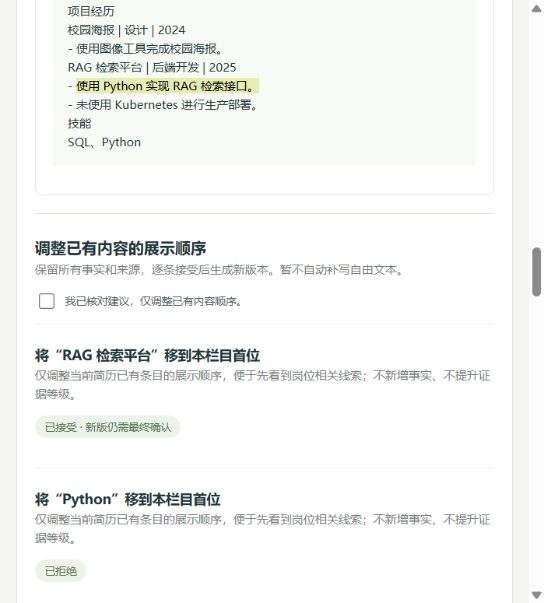 项目经历
校园海报 | 设计 | 2024
- 使用图像工具完成校园海报。
RAG 检索平台 | 后端开发 | 2025
- 使用 Python 实现 RAG 检索接口。
- 未使用 Kubernetes 进行生产部署。
技能
SQL、Python
调整已有内容的展示顺序
保留所有事实和来源，逐条接受后生成新版本。暂不自动补写自由文本。
我已核对建议，仅调整已有内容顺序。
将“RAG 检索平台”移到本栏目首位
仅调整当前简历已有条目的展示顺序，便于先看到岗位相关线索；不新增事实、不提升证
据等级。
已接受 · 新版仍需最终确认
将“Python”移到本栏目首位
仅调整当前简历已有条目的展示顺序，便于先看到岗位相关线索；不新增事实、不提升证
据等级。
已拒绝